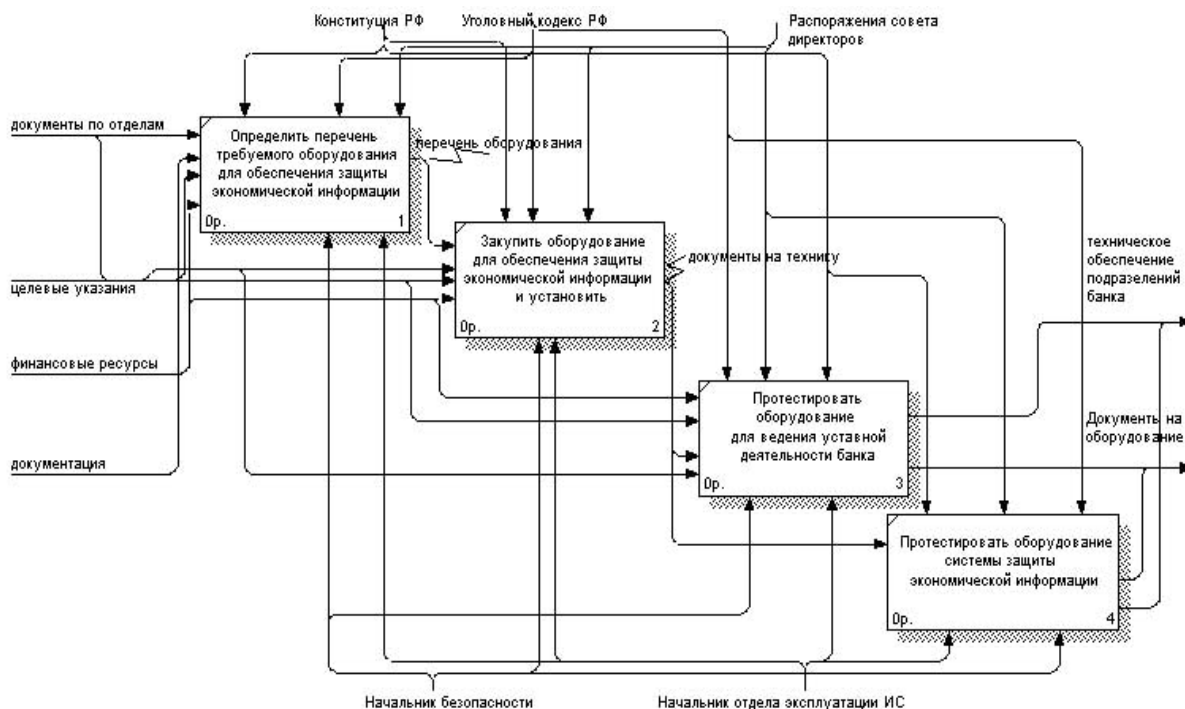 Конституция РФ
Уголовный кодекс РФ
Распоряжения совета
директоров
документы по отделам
Определить перечень
требуемого оборудования
для обеспечения защиты
экономической информации
0р.
1
перечень оборудования
Закупить оборудование
для обеспечения защиты
экономической информации
и установить
0р.
2
документы на технику
техническое
обеспечение
подразелений
банка
целевые указания
финансовые ресурсы
Протестировать
оборудование
для ведения уставной
деятельности банка
0р.
3
Документь на
оборудование
документация
Протестировать оборудование
системы защиты
экономической информации
0р.
4
Начальник безопасности
Начальник отдела эксплуатации ИС